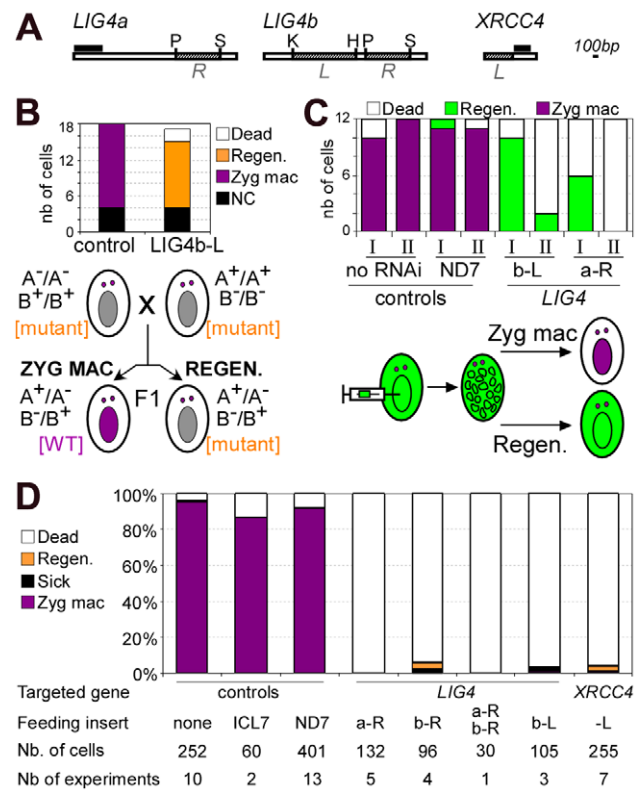 A
LIG4a
LIG4b
XRCC4
P S
K H P S
100bp
R
L R
L
B
nb of cells
18
12
6
0
control LIG4b-L
Dead
Regen.
Zyg mac
NC
A⁻/A⁻
B⁺/B⁺
[mutant]
X
A⁺/A⁺
B⁻/B⁻
[mutant]
ZYG MAC REGEN.
A⁺/A⁻
B⁻/B⁺
[WT]
F1
A⁺/A⁻
B⁻/B⁺
[mutant]
C
Dead Regen. Zyg mac
nb of cells
12
6
0
I II I II I II I II
no RNAi ND7 b-L a-R
controls LIG4
Zyg mac
Regen.
D
Dead
Regen.
Sick
Zyg mac
100%
80%
60%
40%
20%
0%
Targeted gene controls LIG4 XRCC4
Feeding insert none ICL7 ND7 a-R b-R a-R b-R b-L -L
Nb. of cells 252 60 401 132 96 30 105 255
Nb of experiments 10 2 13 5 4 1 3 7